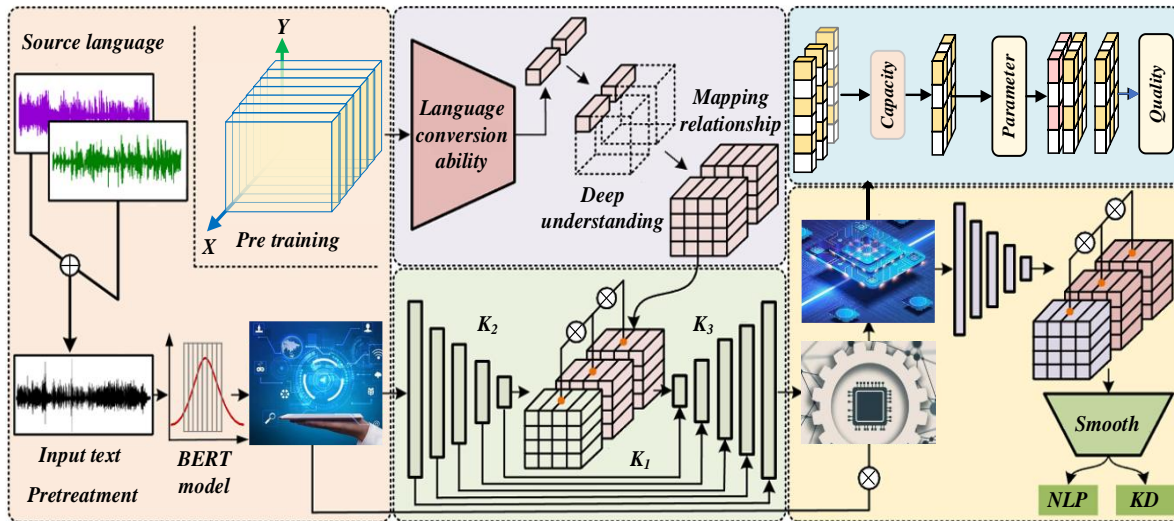 Source language
Y
X
Pre training
Input text
Pretreatment
BERT
model
Language
conversion
ability
Deep
understanding
Mapping
relationship
K2
K1
K3
Capacity
Parameter
Qudity
Smooth
NLP
KD